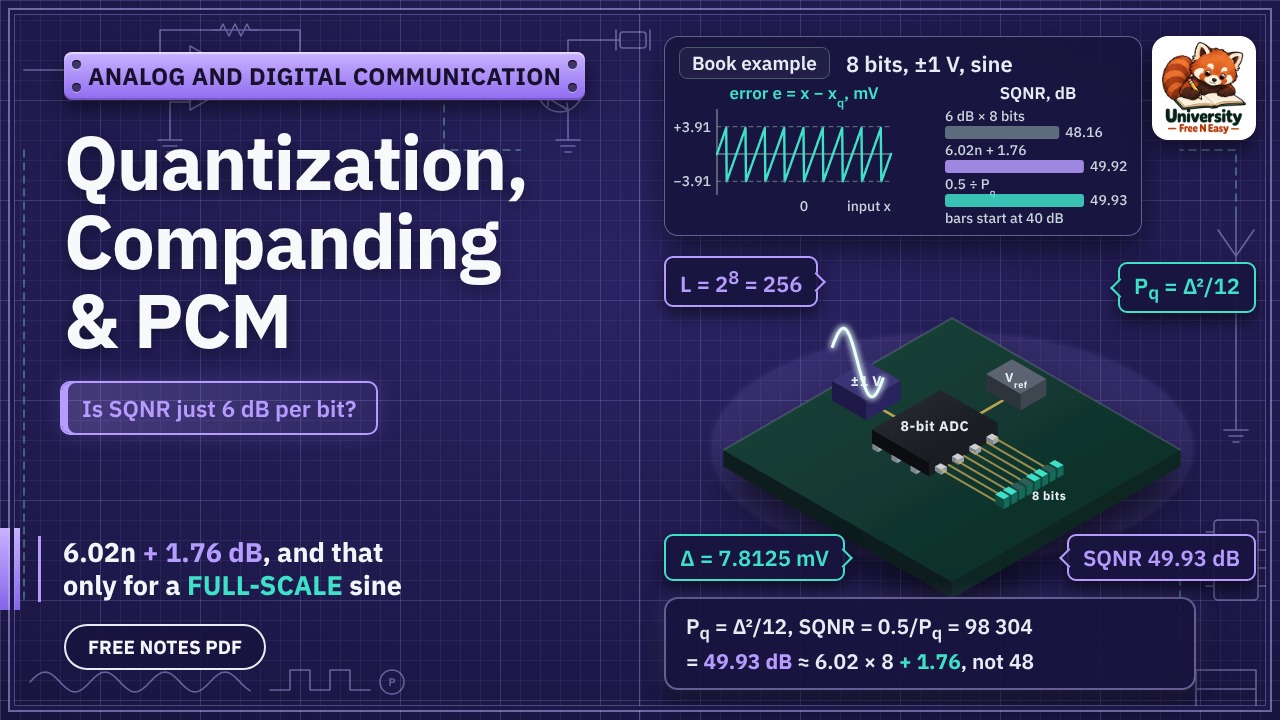 ANALOG AND DIGITAL COMMUNICATION
Quantization,
Companding
& PCM
Is SQNR just 6 dB per bit?
6.02n + 1.76 dB, and that
only for a FULL-SCALE sine
FREE NOTES PDF
P
Book example
8 bits, ±1 V, sine
error e = x − xq, mV
+3.91
−3.91
0
input x
SQNR, dB
6 dB × 8 bits
48.16
6.02n + 1.76
49.92
0.5 ÷ Pq
49.93
bars start at 40 dB
University
Free N Easy
L = 2⁸ = 256
Pq = Δ²/12
±1 V
Vref
8-bit ADC
8 bits
Δ = 7.8125 mV
SQNR 49.93 dB
Pq = Δ²/12, SQNR = 0.5/Pq = 98 304
= 49.93 dB ≈ 6.02 × 8 + 1.76, not 48